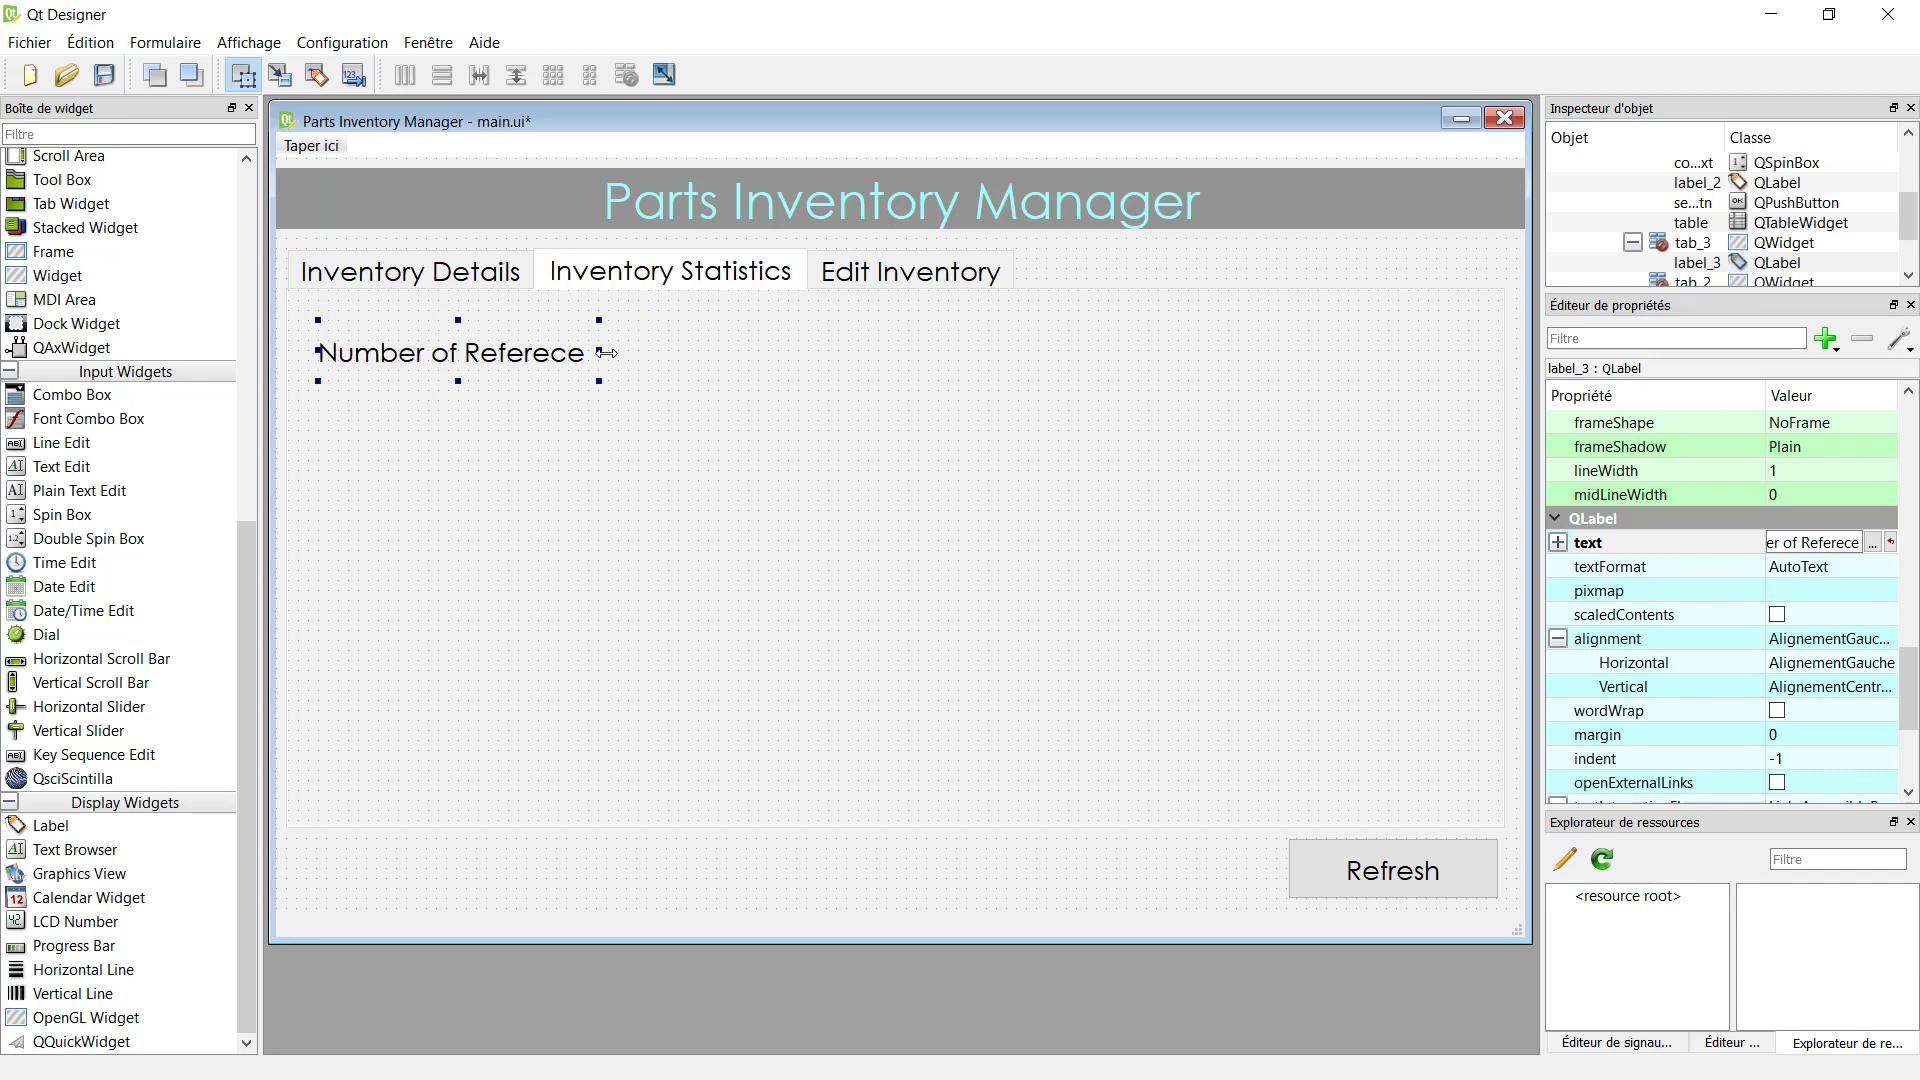 Qt Designer
Fichier Édition Formulaire Affichage Configuration Fenêtre Aide
Boîte de widget
Filtre
Scroll Area
Tool Box
Tab Widget
Stacked Widget
Frame
Widget
MDI Area
Dock Widget
QAxWidget
Input Widgets
Combo Box
Font Combo Box
Line Edit
Text Edit
Plain Text Edit
Spin Box
Double Spin Box
Time Edit
Date Edit
Date/Time Edit
Dial
Horizontal Scroll Bar
Vertical Scroll Bar
Horizontal Slider
Vertical Slider
Key Sequence Edit
QsciScintilla
Display Widgets
Label
Text Browser
Graphics View
Calendar Widget
LCD Number
Progress Bar
Horizontal Line
Vertical Line
OpenGL Widget
QQuickWidget
Parts Inventory Manager - main.ui*
Taper ici
Parts Inventory Manager
Inventory Details Inventory Statistics Edit Inventory
Number of Referece
Refresh
Inspecteur d'objet
Objet Classe
co...xt QSpinBox
label_2 QLabel
se...tn QPushButton
table QTableWidget
tab_3 QWidget
label_3 QLabel
tab_2 QWidget
Éditeur de propriétés
Filtre
label_3 : QLabel
Propriété Valeur
frameShape NoFrame
frameShadow Plain
lineWidth 1
midLineWidth 0
QLabel
text er of Referece ...
textFormat AutoText
pixmap
scaledContents
alignment AlignementGauc...
Horizontal AlignementGauche
Vertical AlignementCentr...
wordWrap
margin 0
indent -1
openExternalLinks
Explorateur de ressources
Filtre
<resource root>
Éditeur de signau... Éditeur ... Explorateur de re...